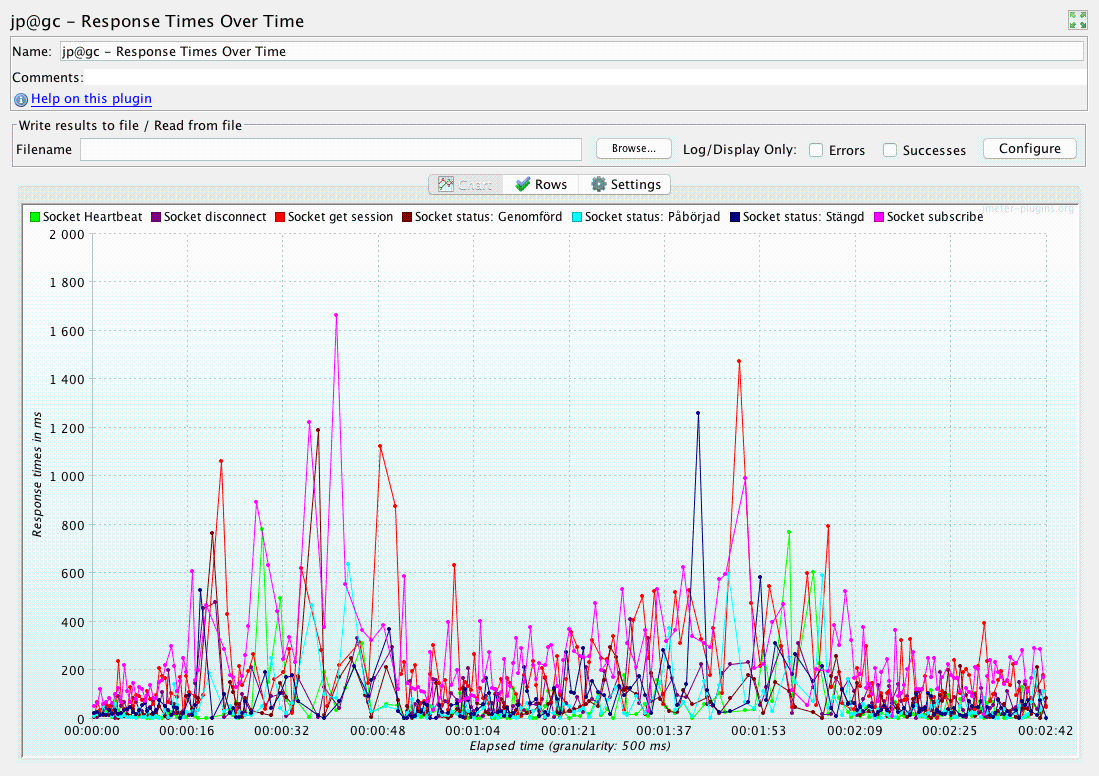 jp@gc - Response Times Over Time
Name: jp@gc - Response Times Over Time
Comments:
Help on this plugin
Write results to file / Read from file
Filename Browse... Log/Display Only: Errors Successes Configure
Chart Rows Settings
jmeter-plugins.org
Socket Heartbeat Socket disconnect Socket get session Socket status: Genomförd Socket status: Påbörjad Socket status: Stängd Socket subscribe
2 000
1 800
1 600
1 400
1 200
1 000
800
600
400
200
0
Response times in ms
00:00:00 00:00:16 00:00:32 00:00:48 00:01:04 00:01:21 00:01:37 00:01:53 00:02:09 00:02:25 00:02:42
Elapsed time (granularity: 500 ms)